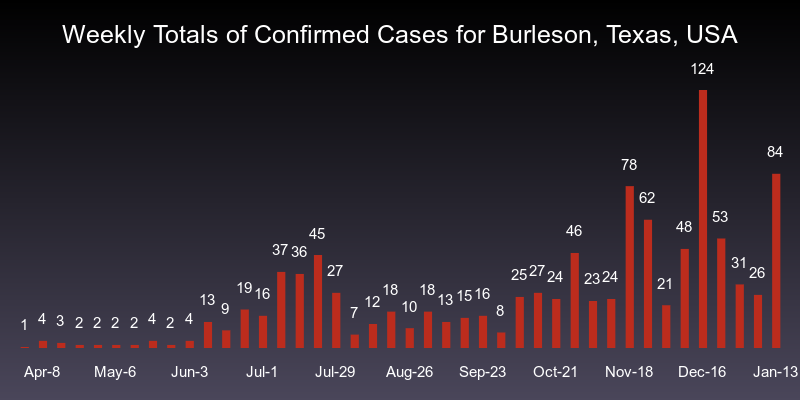 Weekly Totals of Confirmed Cases for Burleson, Texas, USA
1 4 3 2 2 2 2 4 2 4 13 9 19 16 37 36 45 27 7 12 18 10 18 13 15 16 8 25 27 24 46 23 24 78 62 21 48 124 53 31 26 84
Apr-8 May-6 Jun-3 Jul-1 Jul-29 Aug-26 Sep-23 Oct-21 Nov-18 Dec-16 Jan-13